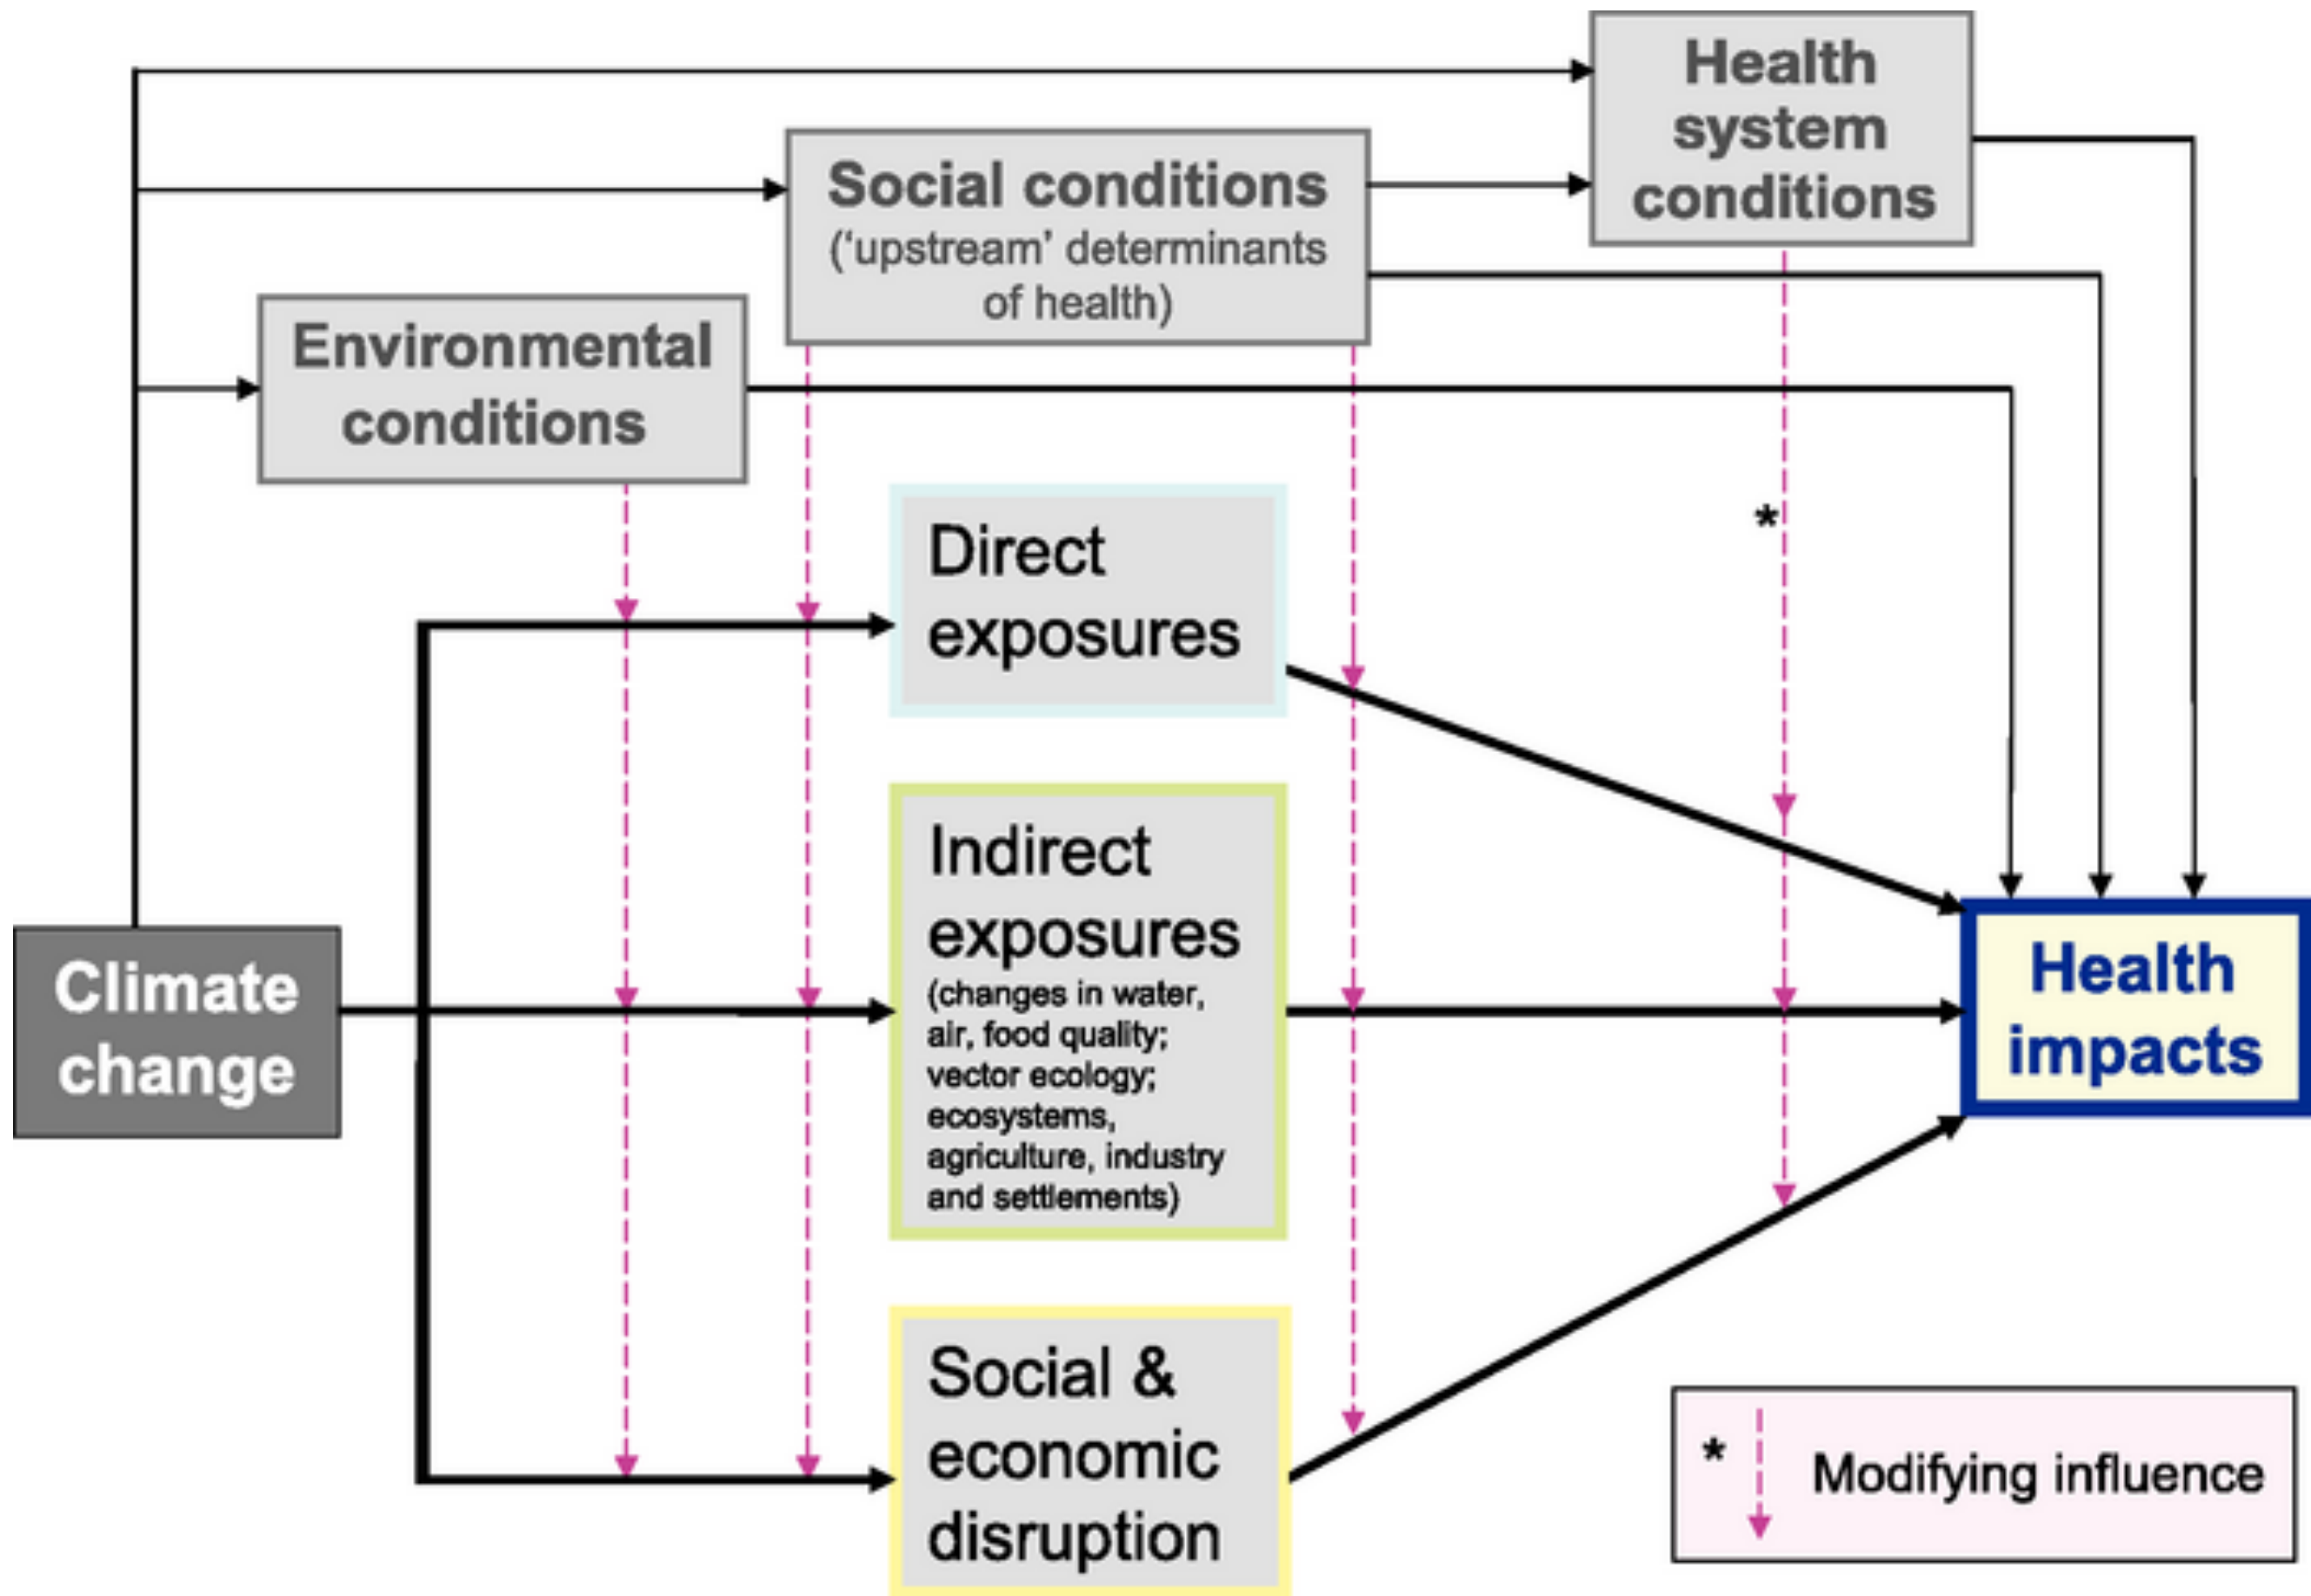 Health
system
conditions
Social conditions
(‘upstream’ determinants
of health)
Environmental
conditions
Direct
exposures
*
Indirect
exposures
(changes in water,
air, food quality;
vector ecology;
ecosystems,
agriculture, industry
and settlements)
Climate
change
Health
impacts
Social &
economic
disruption
* Modifying influence